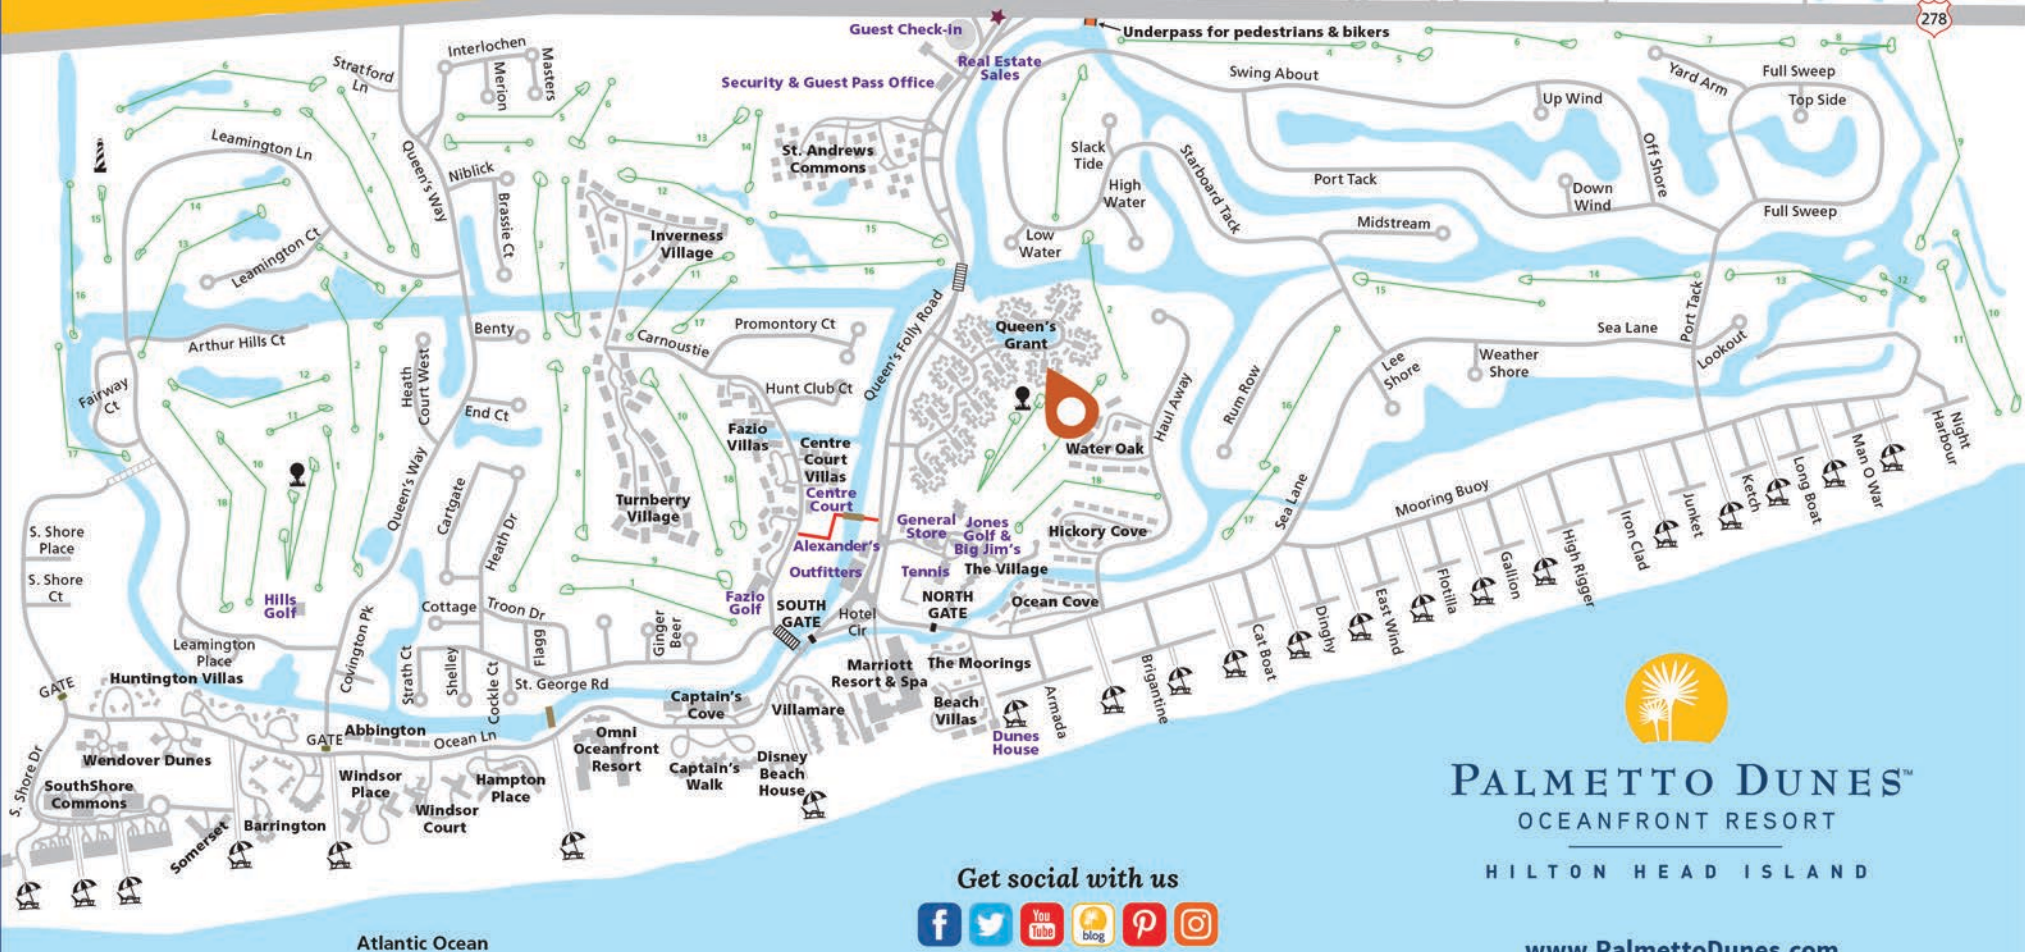 278
Guest Check-in
Underpass for pedestrians & bikers
Real Estate
Sales
Security & Guest Pass Office
Interlochen
Masters
Merion
Stratford
Ln
Leamington Ln
Queen's Way
Niblick
Brassie Ct
St. Andrews
Commons
Inverness
Village
Leamington Ct
Arthur Hills Ct
Fairway
Ct
Heath
Court West
Benty
End Ct
Carnoustie
Promontory Ct
Hunt Club Ct
Queen's Folly Road
Queen's
Grant
Swing About
Slack
Tide
High
Water
Low
Water
Starboard Tack
Port Tack
Up Wind
Down
Wind
Off Shore
Yard Arm
Full Sweep
Top Side
Full Sweep
Midstream
Port Tack
Sea Lane
Lookout
Weather
Shore
Lee
Shore
Rum Row
Haul Away
Water Oak
Fazio
Villas
Centre
Court
Villas
Centre
Court
Turnberry
Village
Queen's Way
Cartgate
Heath Dr
Alexander's
Outfitters
General
Store
Jones
Golf &
Big Jim's
Tennis
The Village
Hickory Cove
Ocean Cove
Sea Lane
Mooring Buoy
Night
Harbour
Man O War
Long Boat
Ketch
Junket
Iron Clad
High Rigger
Gallion
Flotilla
East Wind
Dinghy
Cat Boat
Brigantine
Armada
S. Shore
Place
S. Shore
Ct
Hills
Golf
Fazio
Golf
SOUTH
GATE
Hotel
Cir
NORTH
GATE
Leamington
Place
Covington Pk
Cottage
Troon Dr
Flagg
Ginger
Beer
Strath Ct
Shelley
Cockle Ct
St. George Rd
GATE
Huntington Villas
Marriott
Resort & Spa
The Moorings
Beach
Villas
Dunes
House
Captain's
Cove
Villamare
Abbington
GATE
Ocean Ln
Omni
Oceanfront
Resort
Captain's
Walk
Disney
Beach
House
S. Shore Dr
Wendover Dunes
SouthShore
Commons
Windsor
Place
Hampton
Place
Windsor
Court
Barrington
Somerset
Atlantic Ocean
Get social with us
You
Tube
blog
PALMETTO DUNES™
OCEANFRONT RESORT
HILTON HEAD ISLAND
www.PalmettoDunes.com